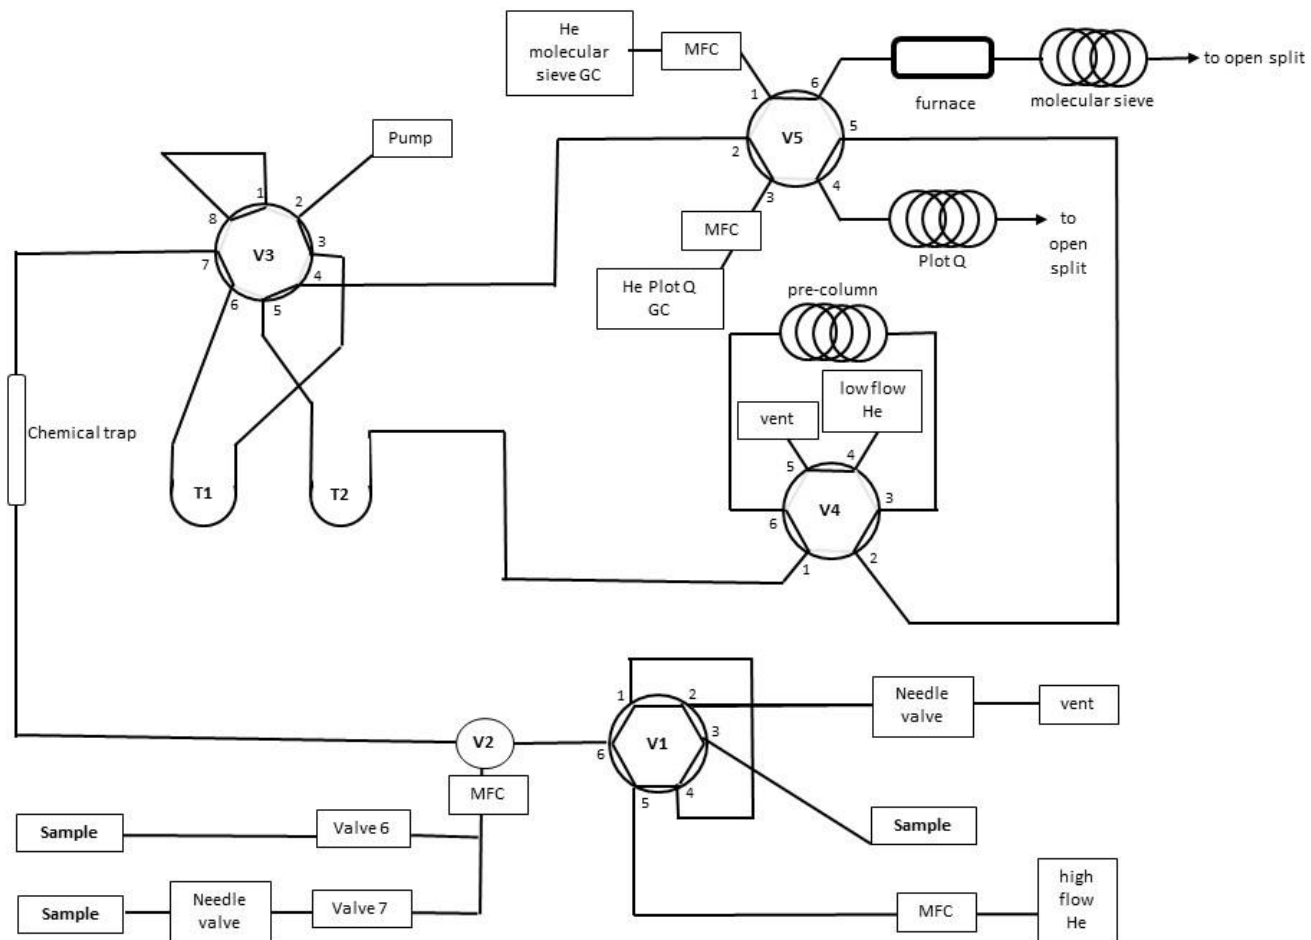 He
molecular
sieve GC
MFC
furnace
molecular sieve
to open split
1
6
5
4
3
2
V5
Pump
MFC
He Plot Q
GC
Plot Q
to
open
split
1
2
3
4
5
6
7
8
V3
pre-column
low flow
He
vent
5
4
3
2
1
6
V4
Chemical trap
T1
T2
1
2
3
4
5
6
V1
Needle
valve
vent
V2
MFC
Sample
Valve 6
Sample
Needle
valve
Valve 7
Sample
MFC
high
flow
He